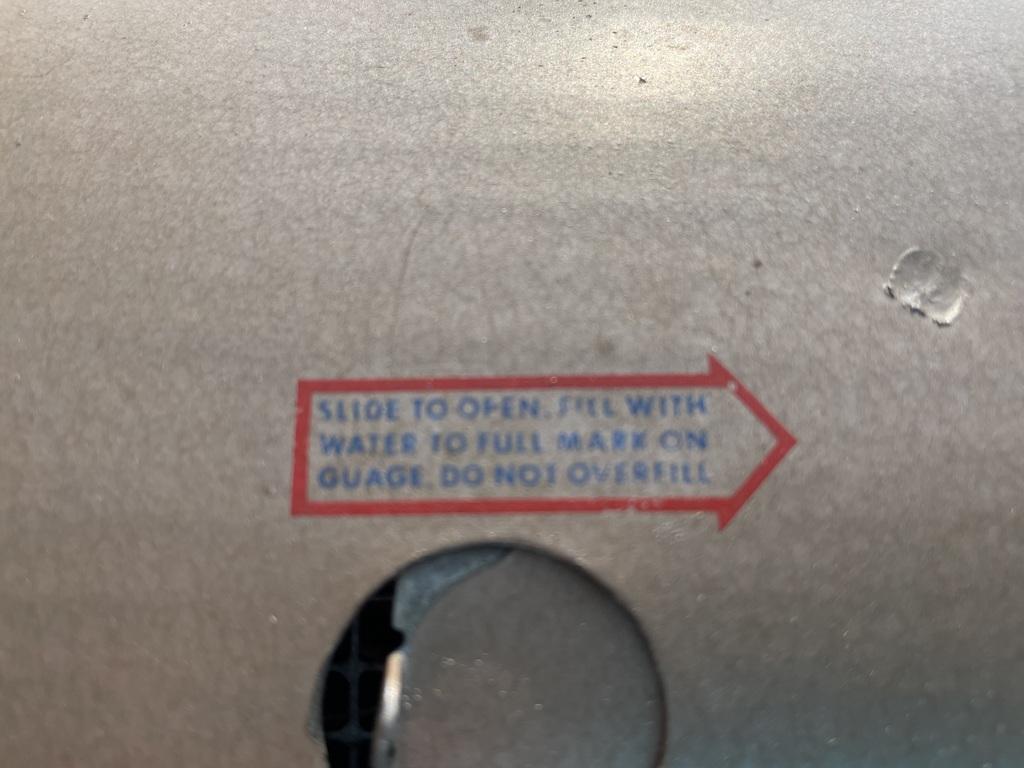 SLIDE TO OPEN. FILL WITH
WATER TO FULL MARK ON
GUAGE. DO NOT OVERFILL